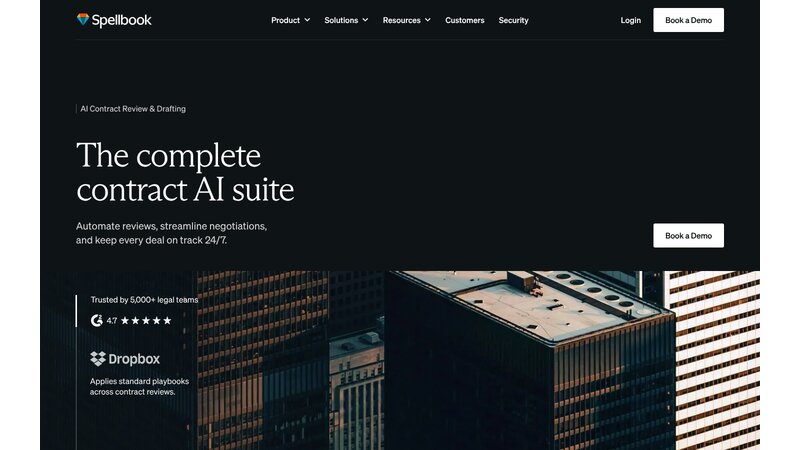 Spellbook
Product
Solutions
Resources
Customers
Security
Login
Book a Demo
AI Contract Review & Drafting
The complete
contract AI suite
Automate reviews, streamline negotiations,
and keep every deal on track 24/7.
Book a Demo
Trusted by 5,000+ legal teams
4.7
Dropbox
Applies standard playbooks
across contract reviews.